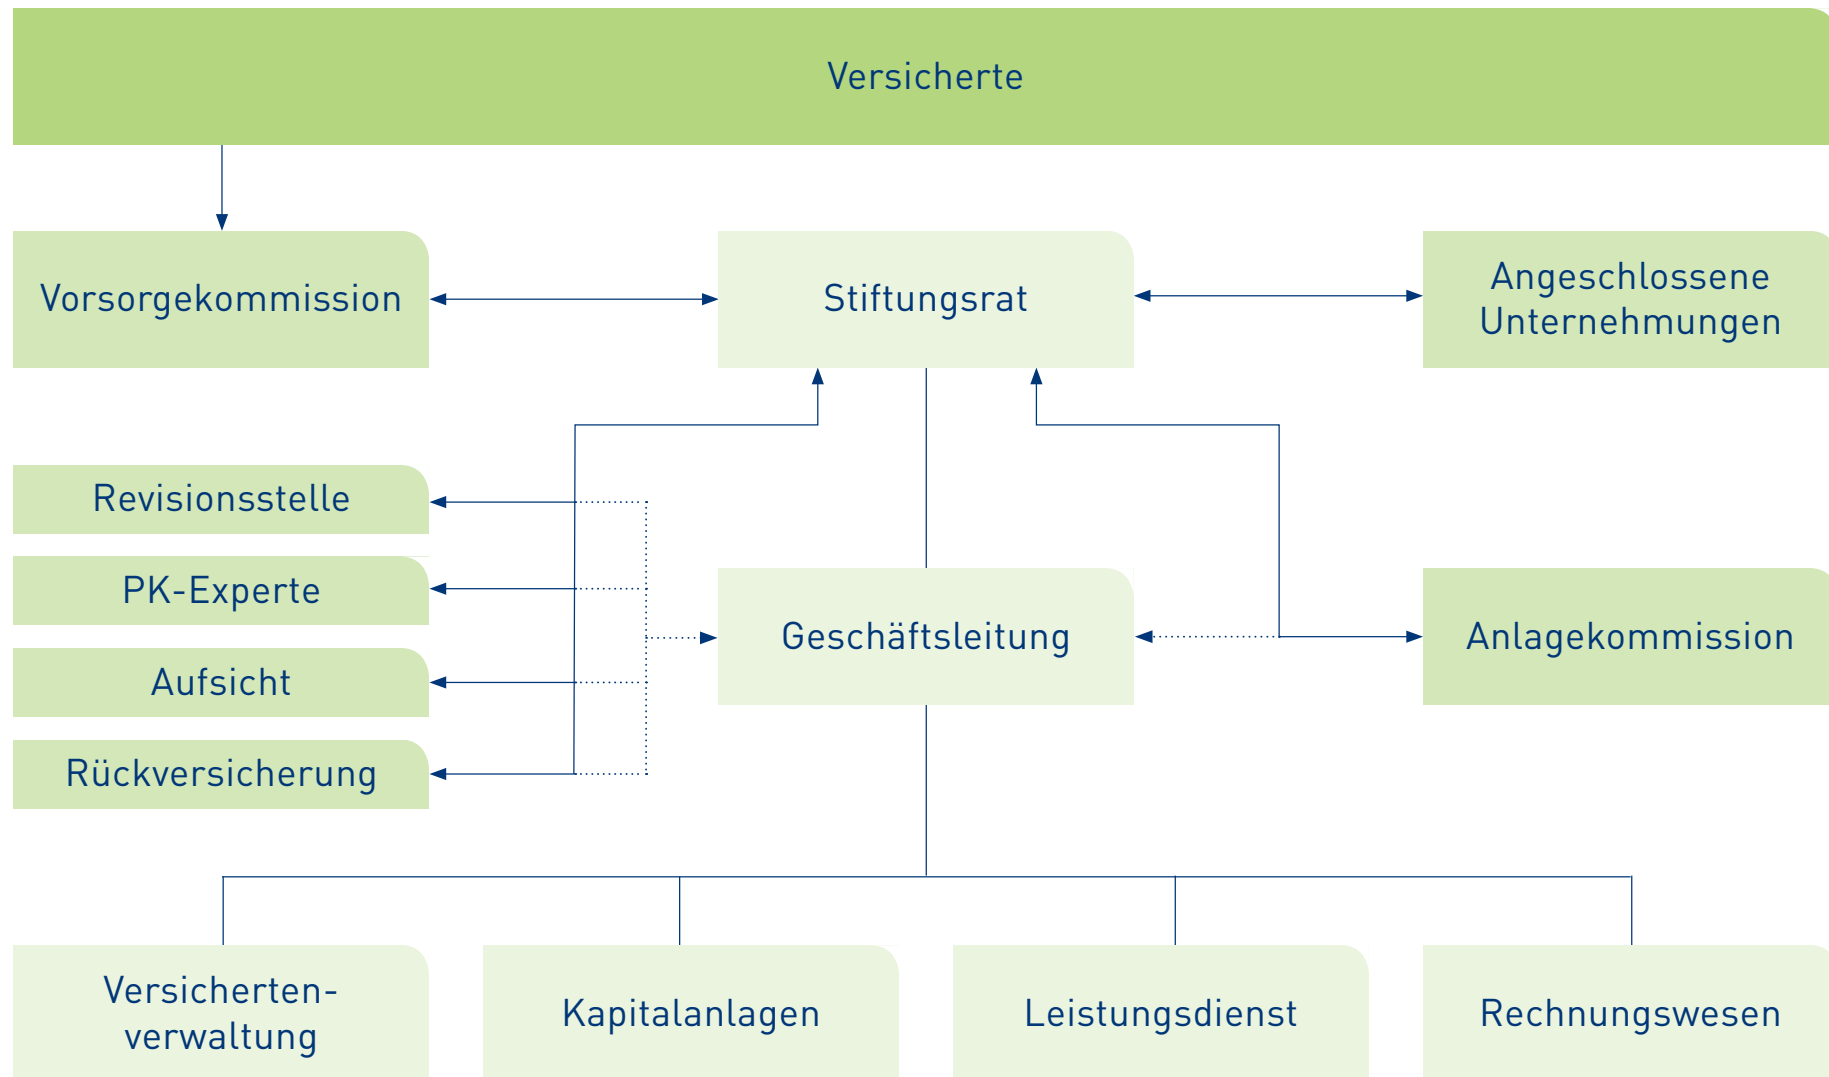 Versicherte
Vorsorgekommission
Stiftungsrat
Angeschlossene
Unternehmungen
Revisionsstelle
PK-Experte
Aufsicht
Rückversicherung
Geschäftsleitung
Anlagekommission
Versicherten-
verwaltung
Kapitalanlagen
Leistungsdienst
Rechnungswesen